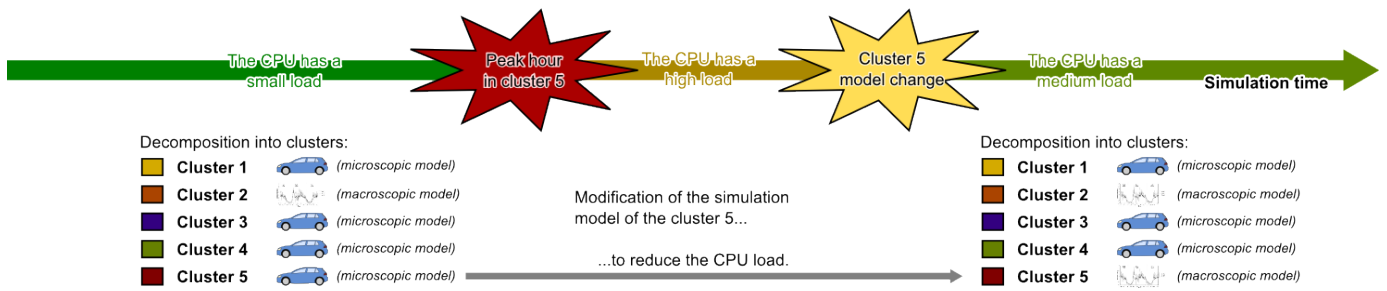 The CPU has a
small load
Peak hour
in cluster 5
The CPU has a
high load
Cluster 5
model change
The CPU has a
medium load
Simulation time
Decomposition into clusters:
Cluster 1 (microscopic model)
Cluster 2 (macroscopic model)
Cluster 3 (microscopic model)
Cluster 4 (microscopic model)
Cluster 5 (microscopic model)
Modification of the simulation
model of the cluster 5...
...to reduce the CPU load.
Decomposition into clusters:
Cluster 1 (microscopic model)
Cluster 2 (macroscopic model)
Cluster 3 (microscopic model)
Cluster 4 (microscopic model)
Cluster 5 (macroscopic model)